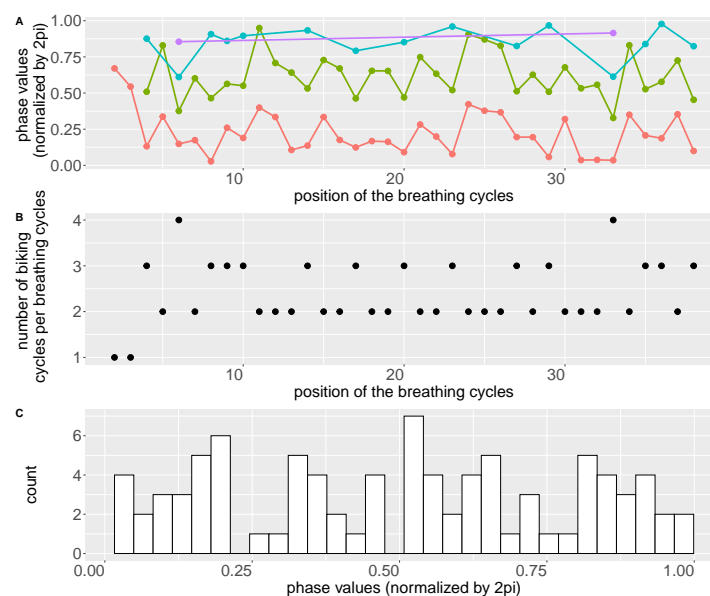 A
phase values
(normalized by 2pi)
1.00
0.75
0.50
0.25
0.00
10
20
30
position of the breathing cycles
B
number of biking
cycles per breathing cycles
4
3
2
1
10
20
30
position of the breathing cycles
C
count
6
4
2
0
0.00
0.25
0.50
0.75
1.00
phase values (normalized by 2pi)